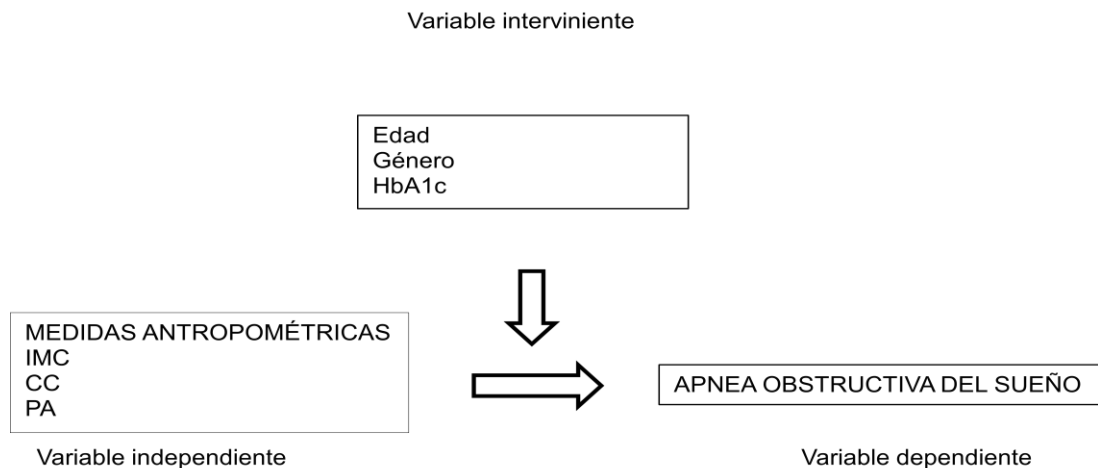 Variable interviniente
Edad
Género
HbA1c
MEDIDAS ANTROPOMÉTRICAS
IMC
CC
PA
APNEA OBSTRUCTIVA DEL SUEÑO
Variable independiente
Variable dependiente